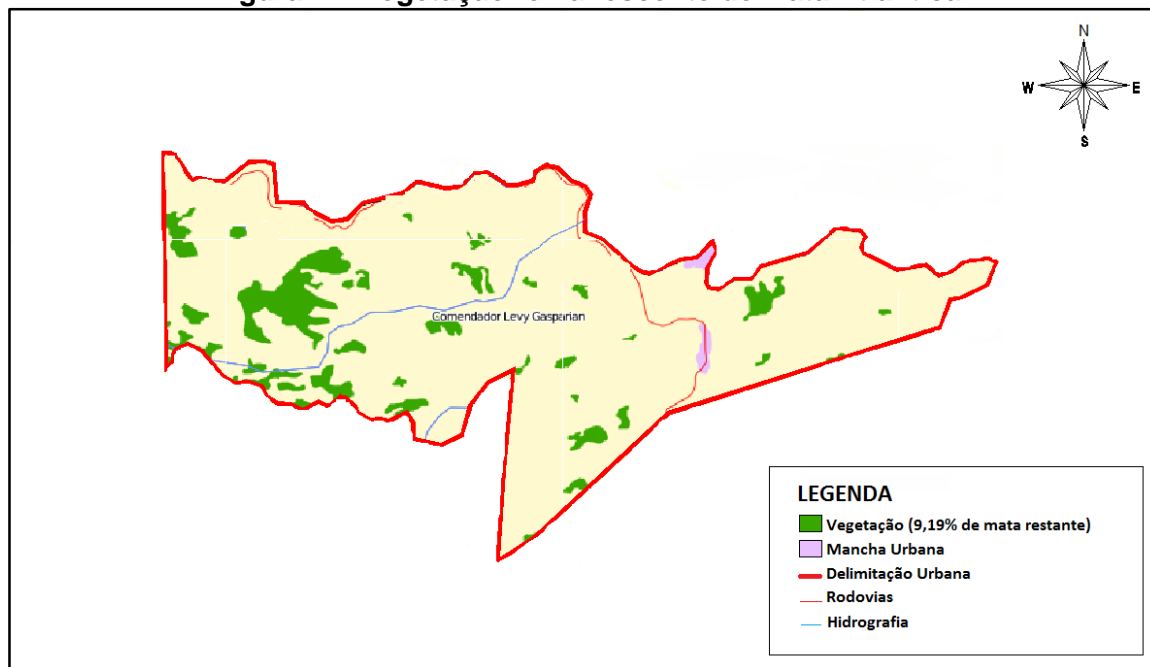 N
W E
S
Comendador Levy Gasparian
LEGENDA
Vegetação (9,19% de mata restante)
Mancha Urbana
Delimitação Urbana
Rodovias
Hidrografia